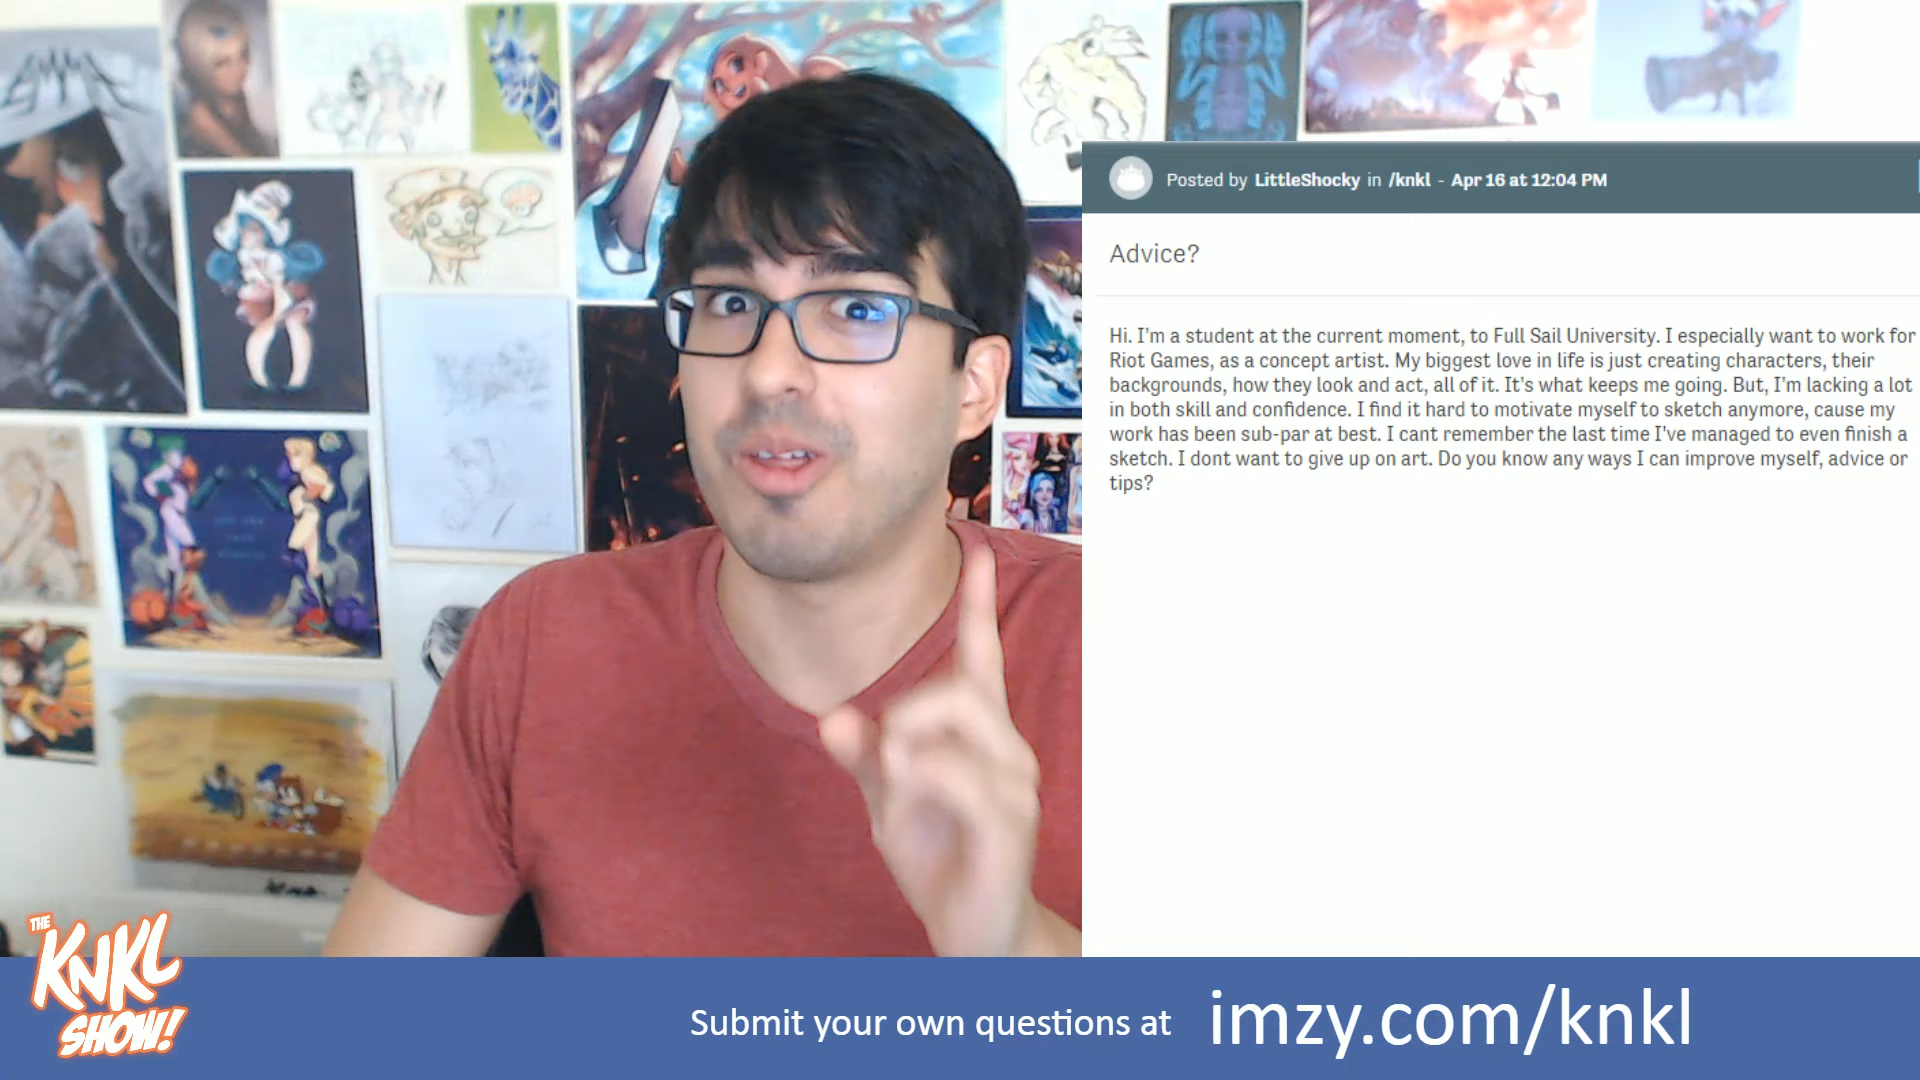 Posted by LittleShocky in /knkl - Apr 16 at 12:04 PM
Advice?
Hi. I'm a student at the current moment, to Full Sail University. I especially want to work for
Riot Games, as a concept artist. My biggest love in life is just creating characters, their
backgrounds, how they look and act, all of it. It's what keeps me going. But, I'm lacking a lot
in both skill and confidence. I find it hard to motivate myself to sketch anymore, cause my
work has been sub-par at best. I cant remember the last time I've managed to even finish a
sketch. I dont want to give up on art. Do you know any ways I can improve myself, advice or
tips?
THE
KNKL
SHOW!
Submit your own questions at imzy.com/knkl